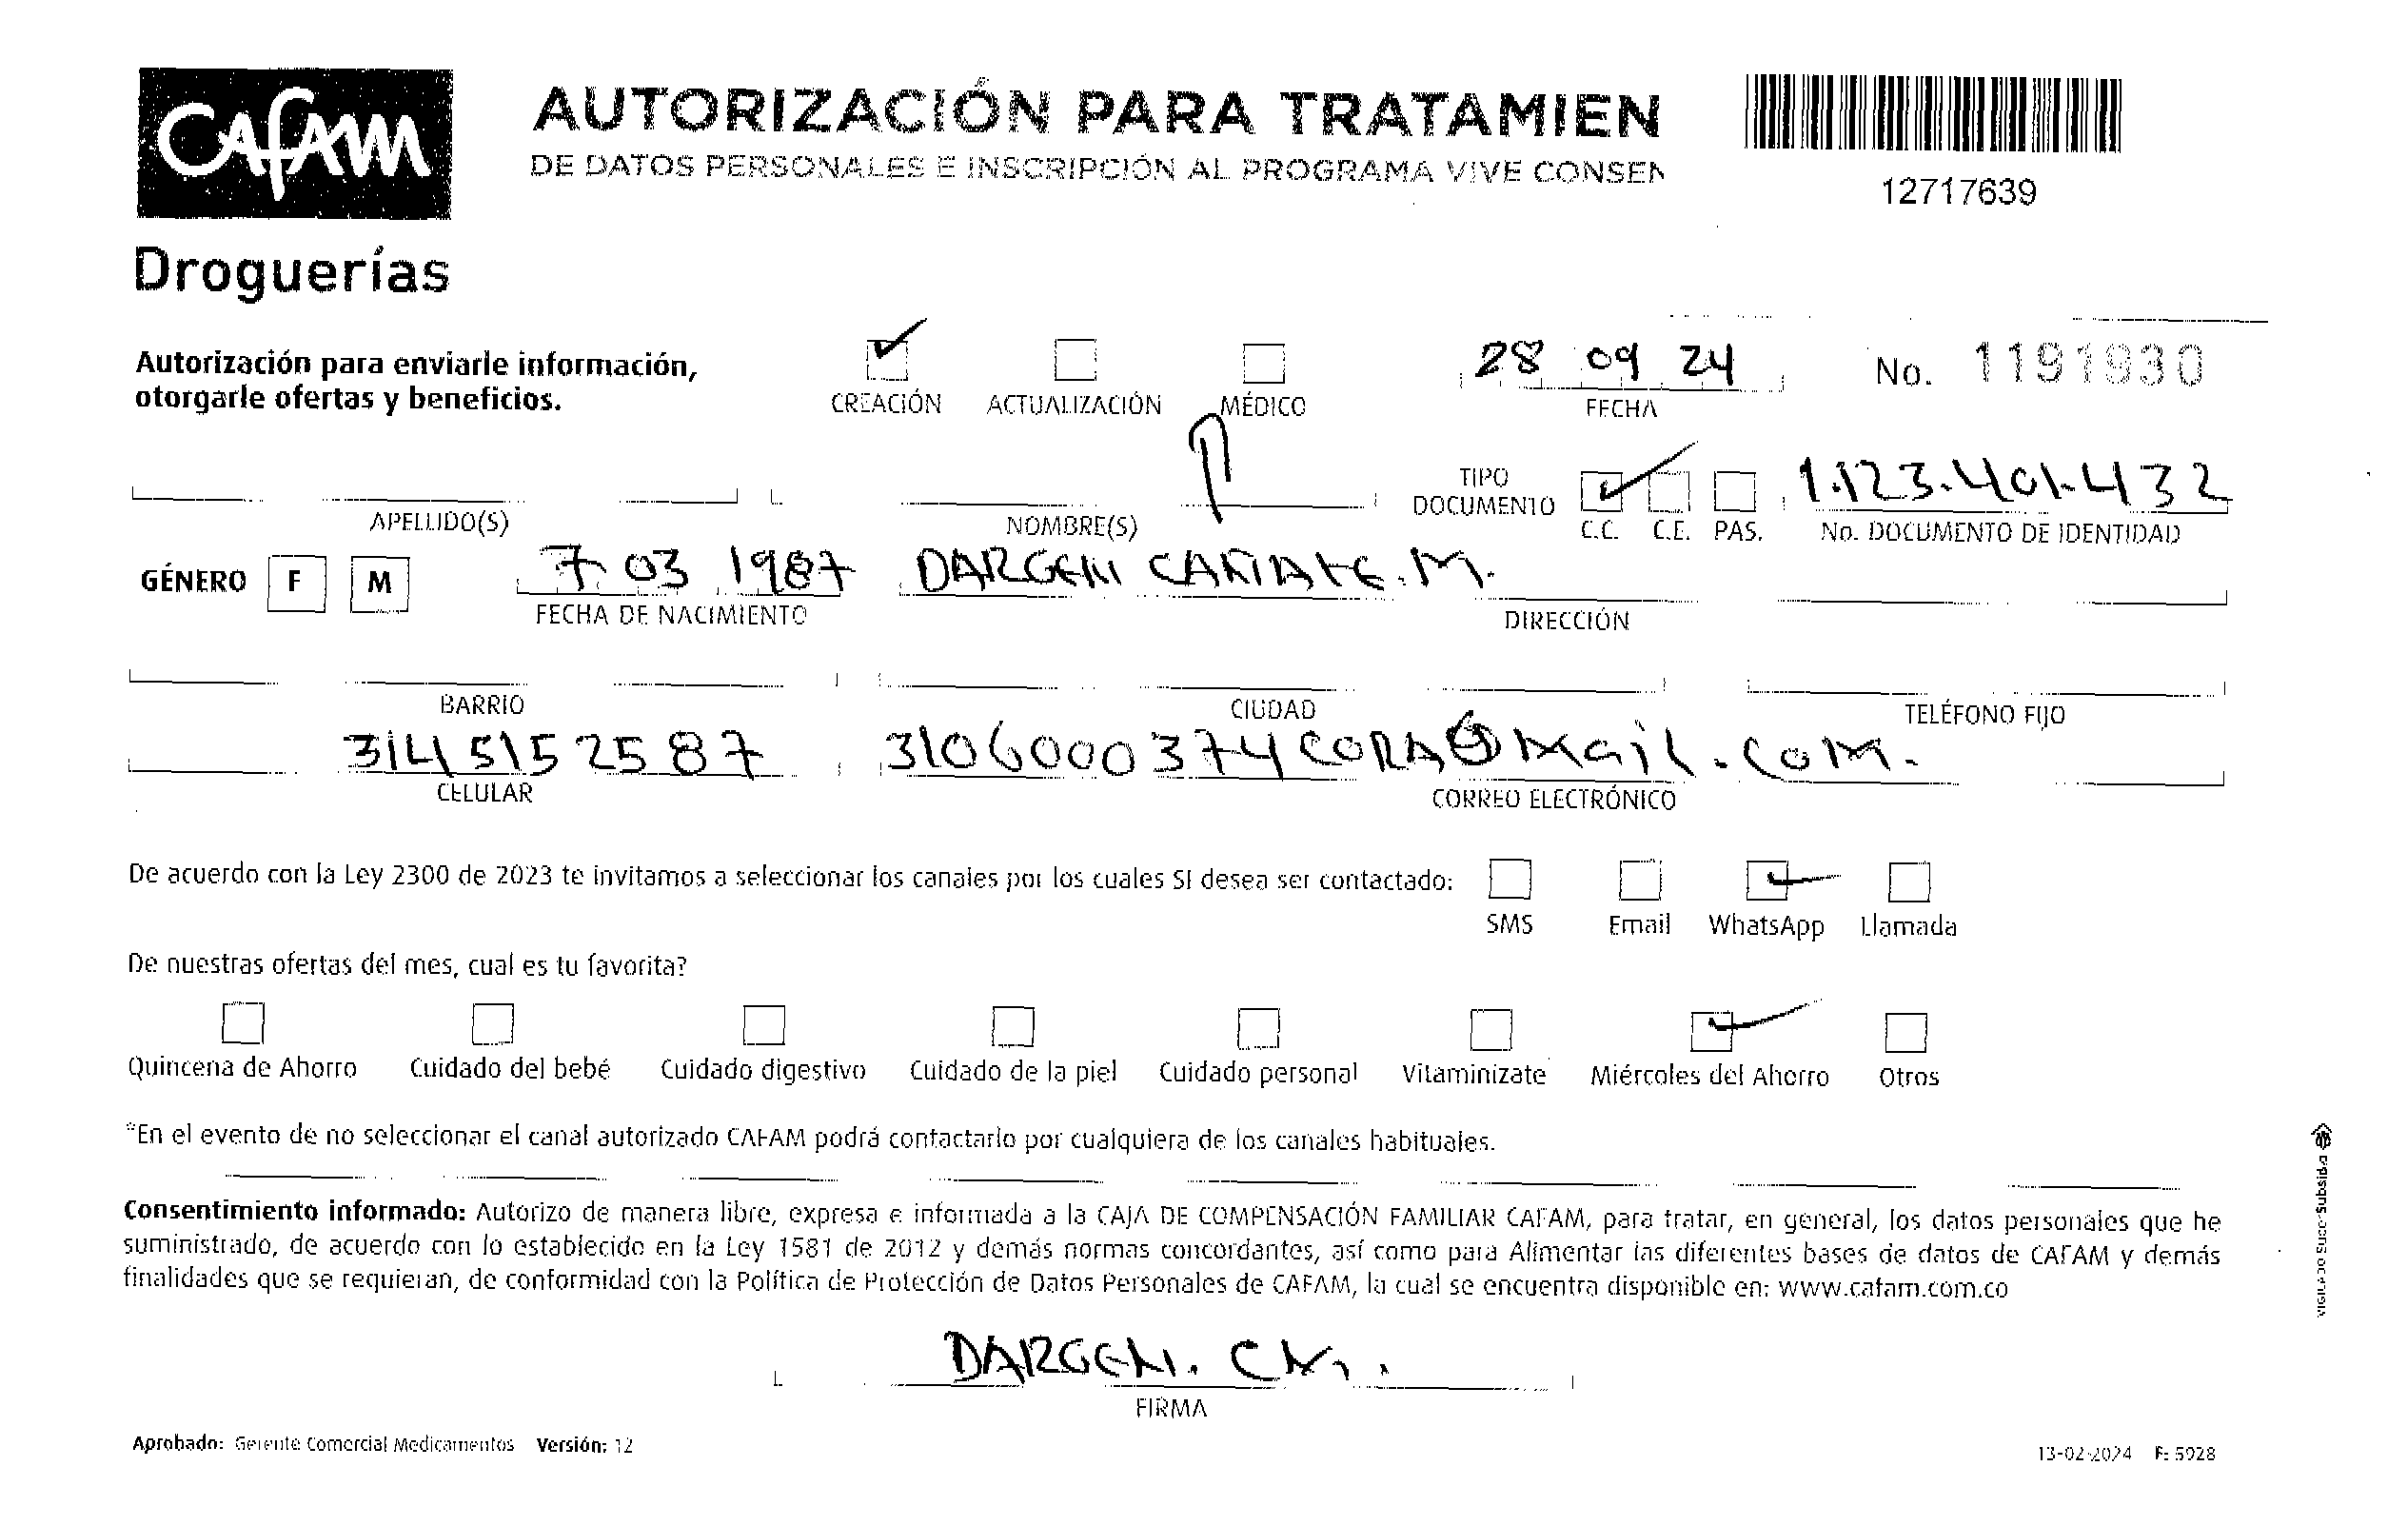 Cafam
AUTORIZACIÓN PARA TRATAMIEN
DE DATOS PERSONALES E INSCRIPCIÓN AL PROGRAMA VIVE CONSEN
12717639
Droguerías
Autorización para enviarle información,
otorgarle ofertas y beneficios.
CREACIÓN ACTUALIZACIÓN MÉDICO
28 09 24
FECHA
No. 1191930
APELLIDO(S) NOMBRE(S)
TIPO
DOCUMENTO
C.C. C.E. PAS.
1.123.401.432
No. DOCUMENTO DE IDENTIDAD
GÉNERO F M
7 03 1987 DARGENI CAÑATE.M.
FECHA DE NACIMIENTO DIRECCIÓN
BARRIO CIUDAD TELÉFONO FIJO
3145152587 3106000374CORA@MGIL.COM.
CELULAR CORREO ELECTRÓNICO
De acuerdo con la Ley 2300 de 2023 te invitamos a seleccionar los canales por los cuales SI desea ser contactado:
SMS Email WhatsApp Llamada
De nuestras ofertas del mes, cual es tu favorita?
Quincena de Ahorro Cuidado del bebé Cuidado digestivo Cuidado de la piel Cuidado personal Vitaminizate Miércoles del Ahorro Otros
*En el evento de no seleccionar el canal autorizado CAFAM podrá contactarlo por cualquiera de los canales habituales.
Consentimiento informado: Autorizo de manera libre, expresa e informada a la CAJA DE COMPENSACIÓN FAMILIAR CAFAM, para tratar, en general, los datos personales que he
suministrado, de acuerdo con lo establecido en la Ley 1581 de 2012 y demás normas concordantes, así como para Alimentar las diferentes bases de datos de CAFAM y demás
finalidades que se requieran, de conformidad con la Política de Protección de Datos Personales de CAFAM, la cual se encuentra disponible en: www.cafam.com.co
DARGENI. C
FIRMA
Aprobado: Gerente Comercial Medicamentos Versión: 12
13-02-2024 F: 5928
VIGILADO SuperSubsidio